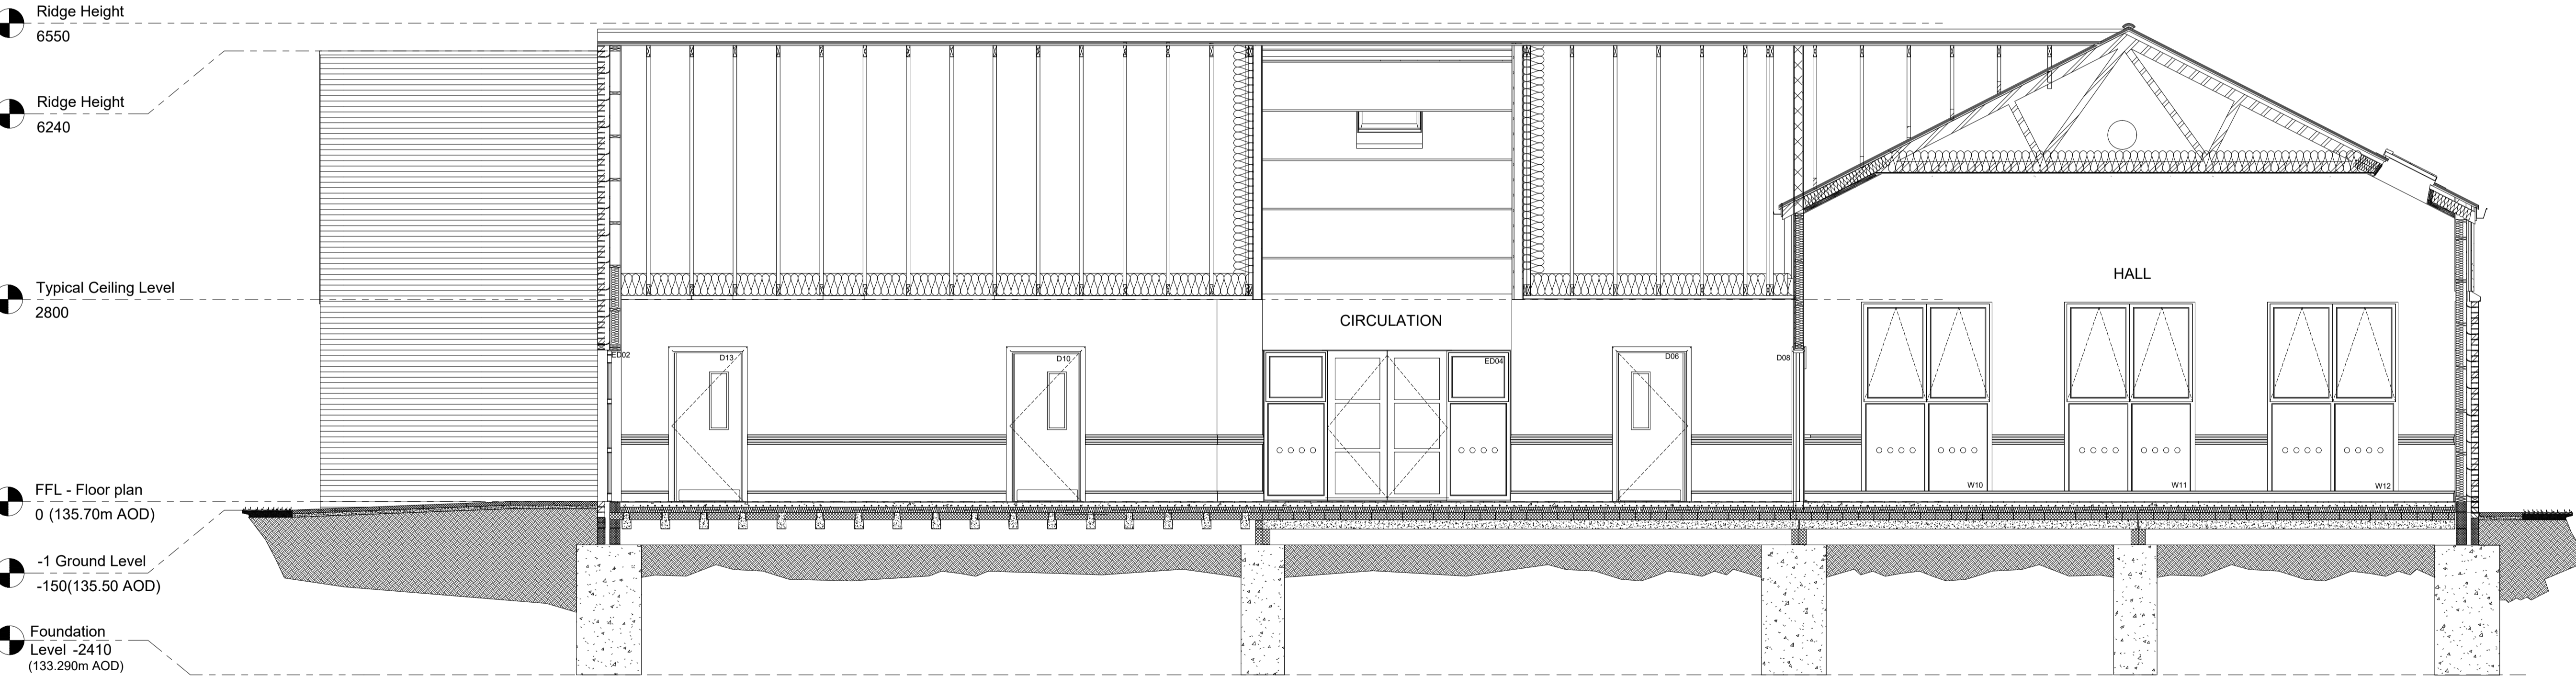 Ridge Height
6550
Ridge Height
6240
Typical Ceiling Level
2800
HALL
CIRCULATION
ED02
D13
D10
ED04
D06
D08
W10
W11
W12
FFL - Floor plan
0 (135.70m AOD)
-1 Ground Level
-150(135.50 AOD)
Foundation
Level -2410
(133.290m AOD)